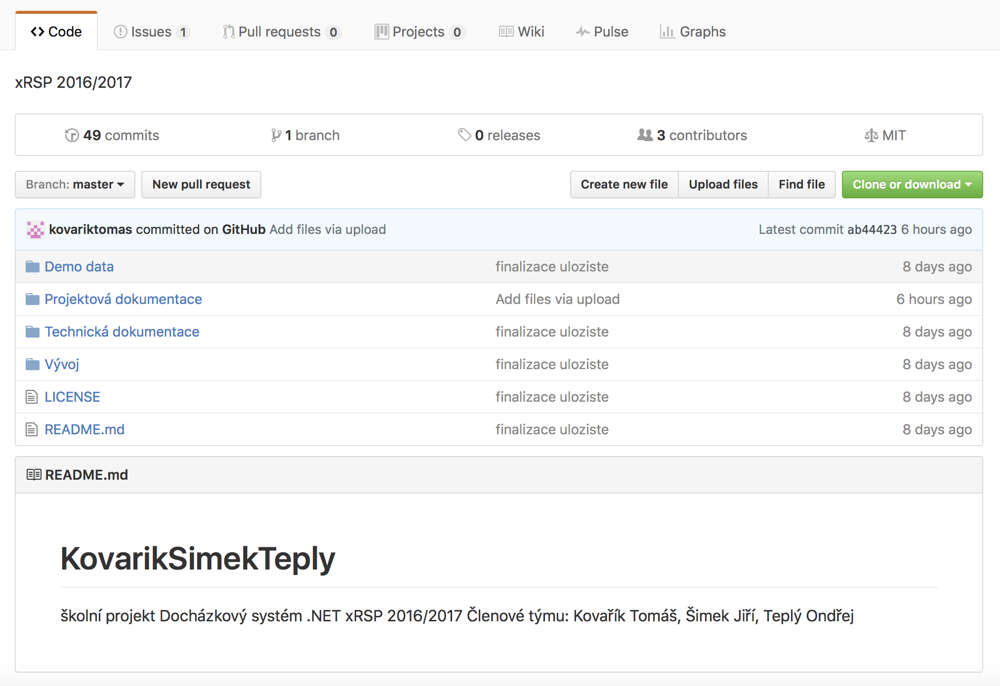 Code Issues 1 Pull requests 0 Projects 0 Wiki Pulse Graphs
xRSP 2016/2017
49 commits 1 branch 0 releases 3 contributors MIT
Branch: master New pull request Create new file Upload files Find file Clone or download
kovariktomas committed on GitHub Add files via upload Latest commit ab44423 6 hours ago
Demo data finalizace uloziste 8 days ago
Projektová dokumentace Add files via upload 6 hours ago
Technická dokumentace finalizace uloziste 8 days ago
Vývoj finalizace uloziste 8 days ago
LICENSE finalizace uloziste 8 days ago
README.md finalizace uloziste 8 days ago
README.md
KovarikSimekTeply
školní projekt Docházkový systém .NET xRSP 2016/2017 Členové týmu: Kovařík Tomáš, Šimek Jiří, Teplý Ondřej